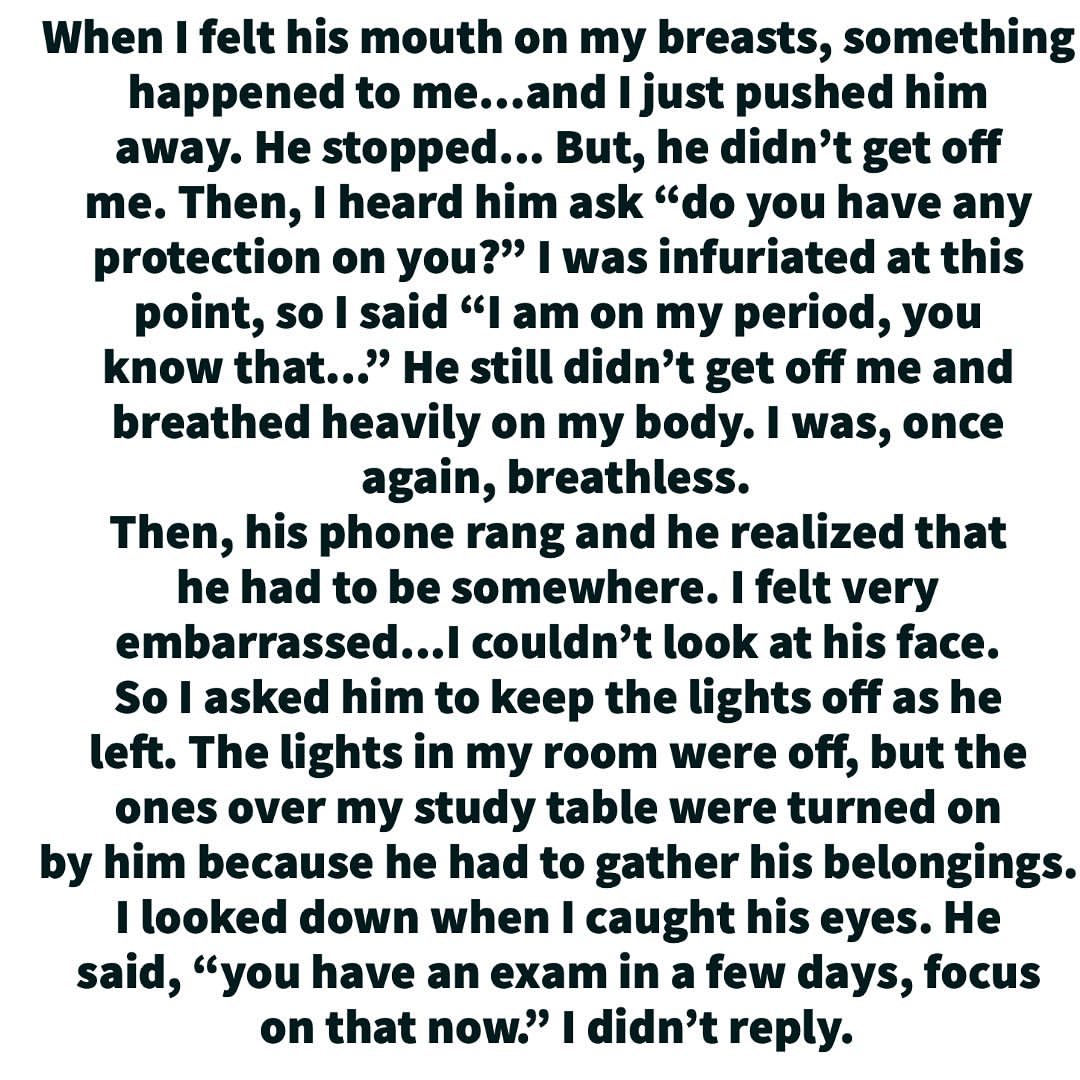 When I felt his mouth on my breasts, something
happened to me...and I just pushed him
away. He stopped... But, he didn’t get off
me. Then, I heard him ask “do you have any
protection on you?” I was infuriated at this
point, so I said “I am on my period, you
know that...” He still didn’t get off me and
breathed heavily on my body. I was, once
again, breathless.
Then, his phone rang and he realized that
he had to be somewhere. I felt very
embarrassed...I couldn’t look at his face.
So I asked him to keep the lights off as he
left. The lights in my room were off, but the
ones over my study table were turned on
by him because he had to gather his belongings.
I looked down when I caught his eyes. He
said, “you have an exam in a few days, focus
on that now.” I didn’t reply.